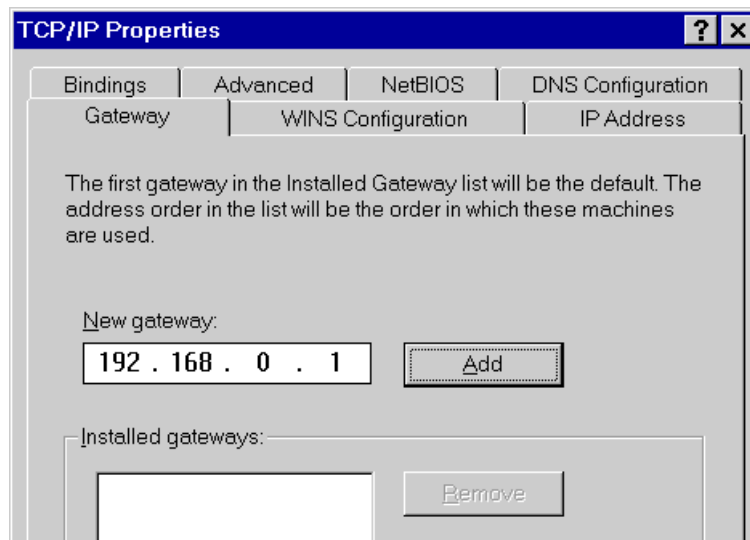 TCP/IP Properties
? ×
Bindings Advanced NetBIOS DNS Configuration
Gateway WINS Configuration IP Address
The first gateway in the Installed Gateway list will be the default. The
address order in the list will be the order in which these machines
are used.
New gateway:
192 . 168 . 0 . 1 Add
Installed gateways:
Remove